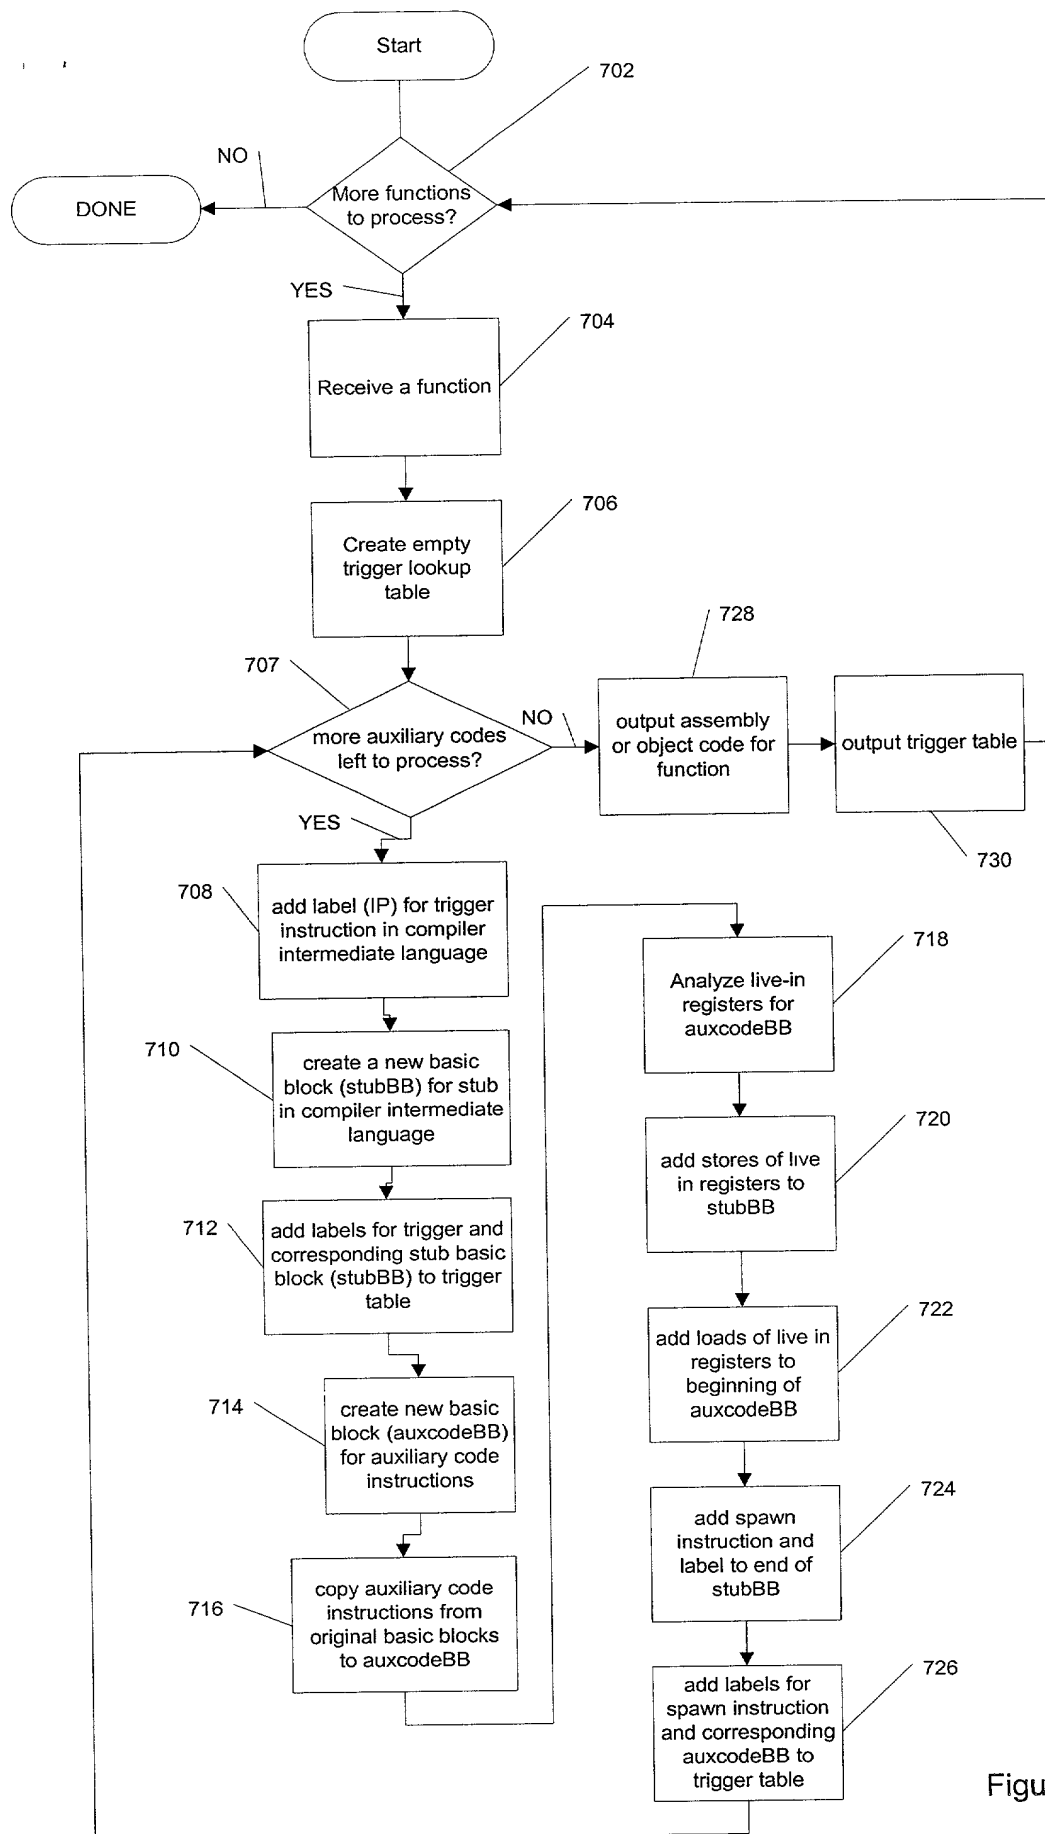 Start
702
NO
DONE
More functions
to process?
YES
704
Receive a function
706
Create empty
trigger lookup
table
728
707
NO
more auxiliary codes
left to process?
output assembly
or object code for
function
output trigger table
YES
730
708
add label (IP) for trigger
instruction in compiler
intermediate language
718
Analyze live-in
registers for
auxcodeBB
710
create a new basic
block (stubBB) for stub
in compiler intermediate
language
720
add stores of live
in registers to
stubBB
712
add labels for trigger and
corresponding stub basic
block (stubBB) to trigger
table
722
add loads of live in
registers to
beginning of
auxcodeBB
714
create new basic
block (auxcodeBB)
for auxiliary code
instructions
724
add spawn
instruction and
label to end of
stubBB
716
copy auxiliary code
instructions from
original basic blocks
to auxcodeBB
726
add labels for
spawn instruction
and corresponding
auxcodeBB to
trigger table
Figu